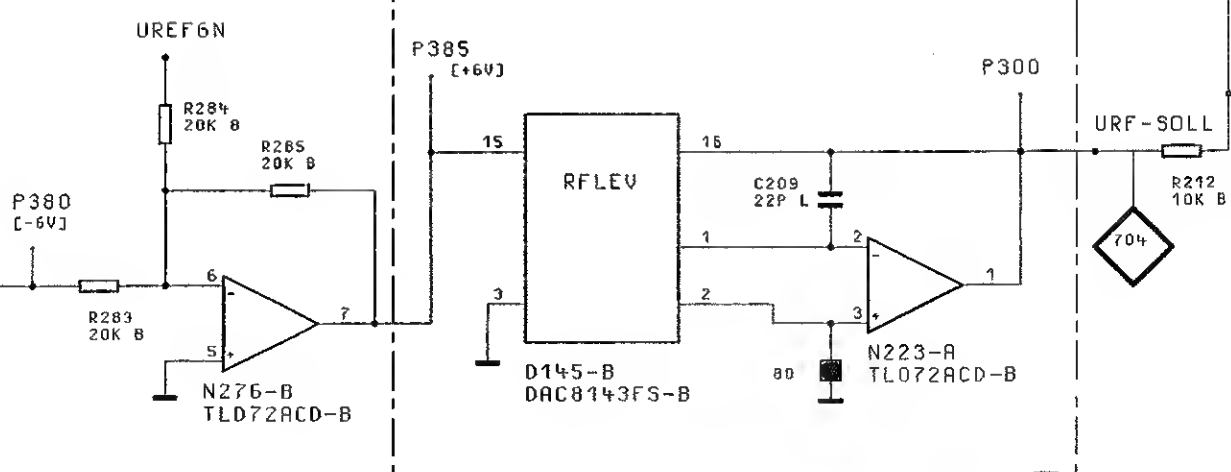 UREF6N
R284
20K B
R285
20K B
P380
[-6V]
R283
20K B
6
5
7
-
+
N276-B
TL072ACD-B
P385
[+6V]
15
3
RFLEV
16
1
2
D145-B
DAC8143FS-B
C209
22P L
80
2
3
1
-
+
N223-A
TL072ACD-B
P300
URF-SOLL
R212
10K B
704